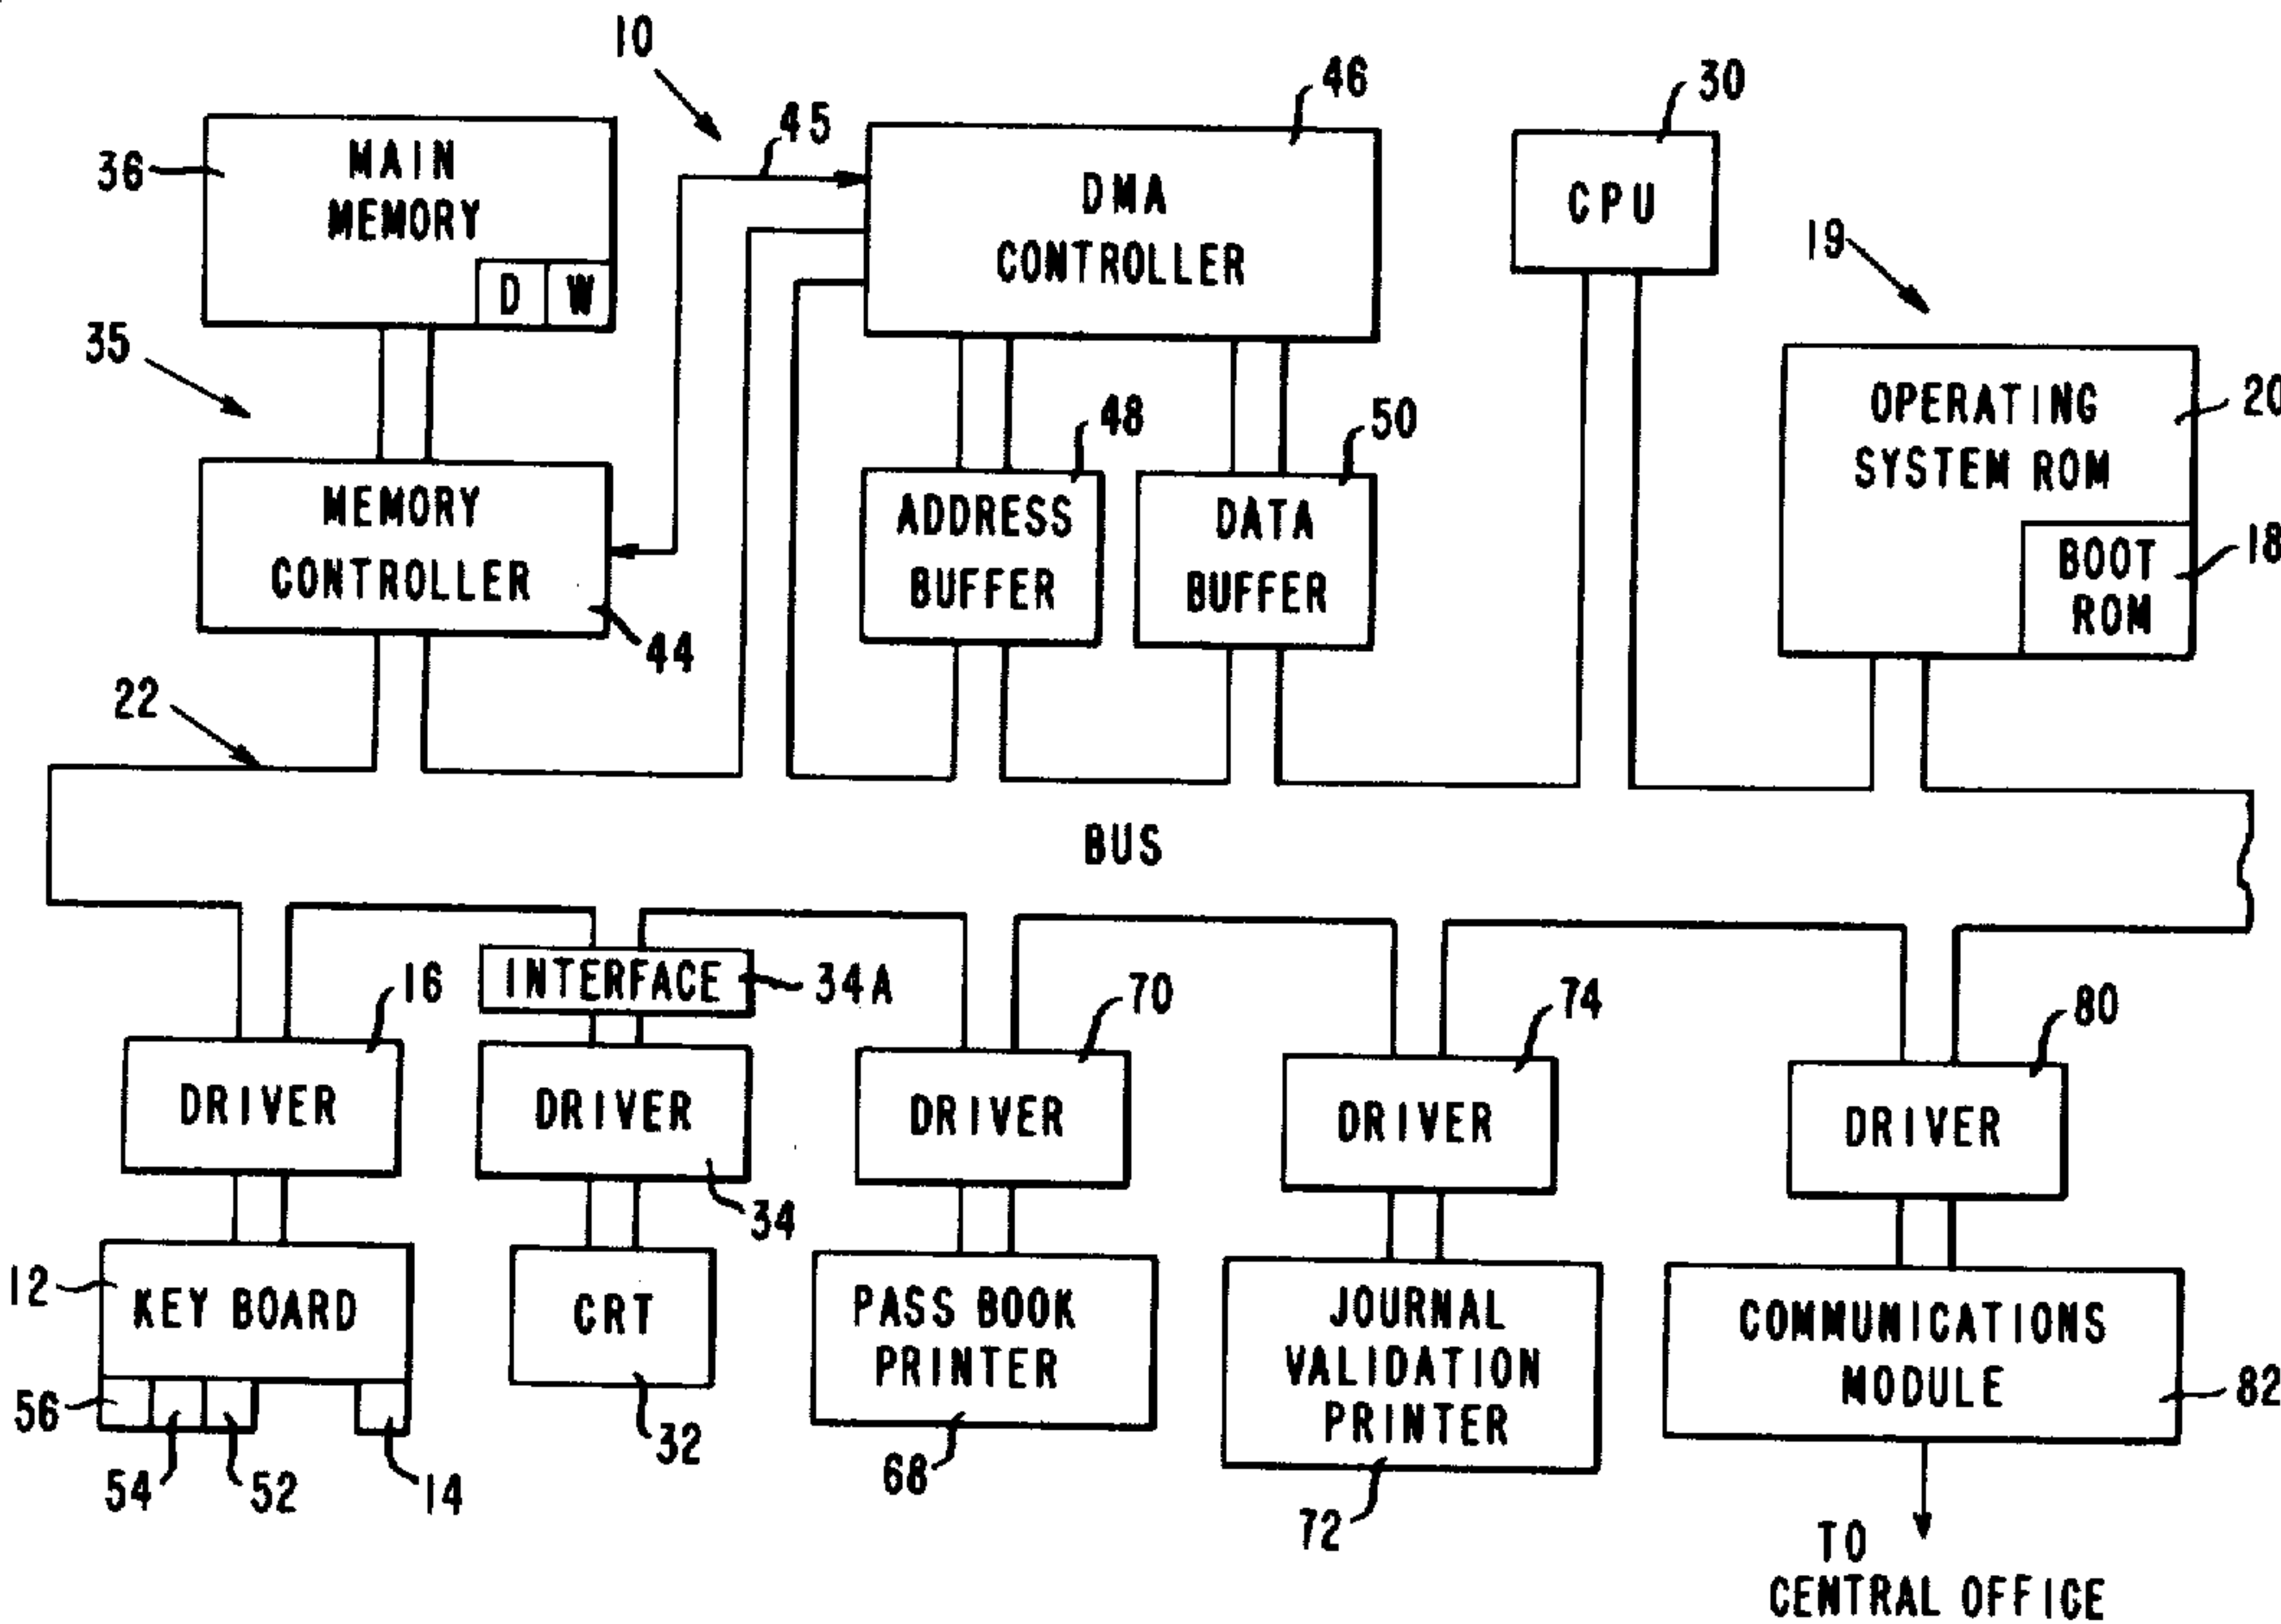 10
46
30
45
36
MAIN
MEMORY
D W
DMA
CONTROLLER
CPU
19
35
OPERATING
SYSTEM ROM
20
48
50
MEMORY
CONTROLLER
44
ADDRESS
BUFFER
DATA
BUFFER
BOOT
ROM
18
22
BUS
16
INTERFACE
34A
70
74
80
DRIVER
DRIVER
DRIVER
DRIVER
DRIVER
34
12
KEY BOARD
CRT
PASS BOOK
PRINTER
JOURNAL
VALIDATION
PRINTER
COMMUNICATIONS
MODULE
82
56
54
52
14
32
68
72
TO
CENTRAL OFFICE